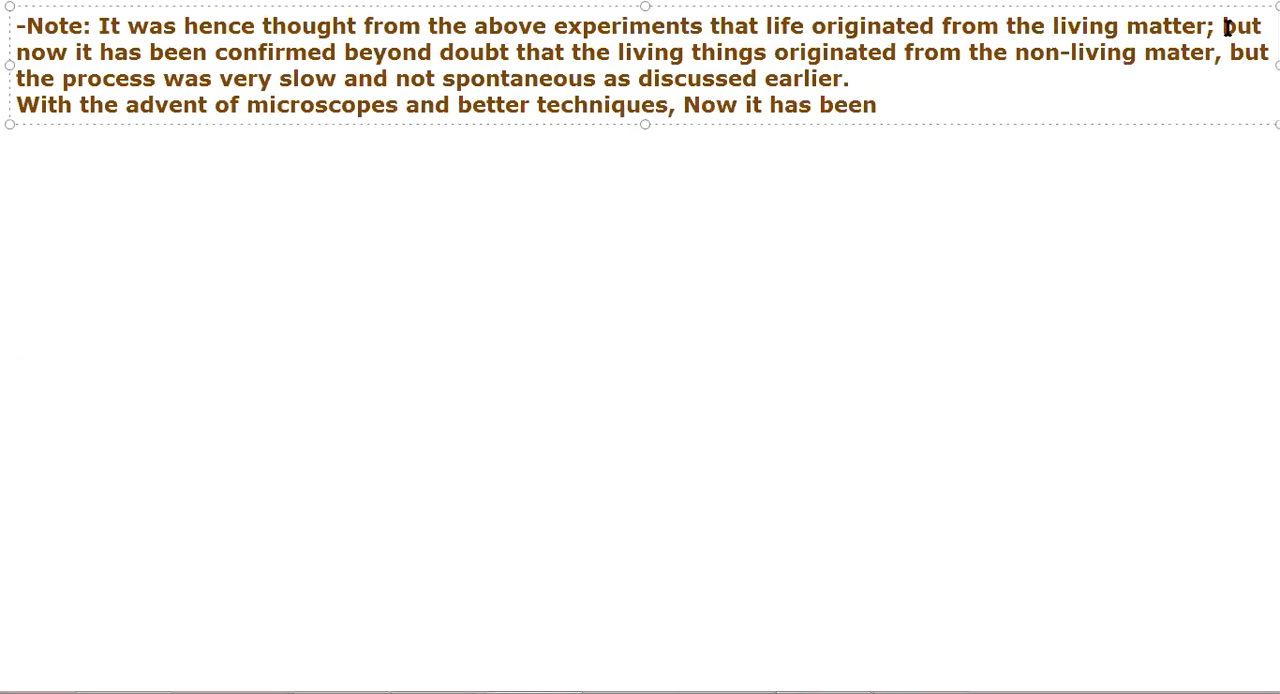 -Note: It was hence thought from the above experiments that life originated from the living matter; but
now it has been confirmed beyond doubt that the living things originated from the non-living mater, but
the process was very slow and not spontaneous as discussed earlier.
With the advent of microscopes and better techniques, Now it has been